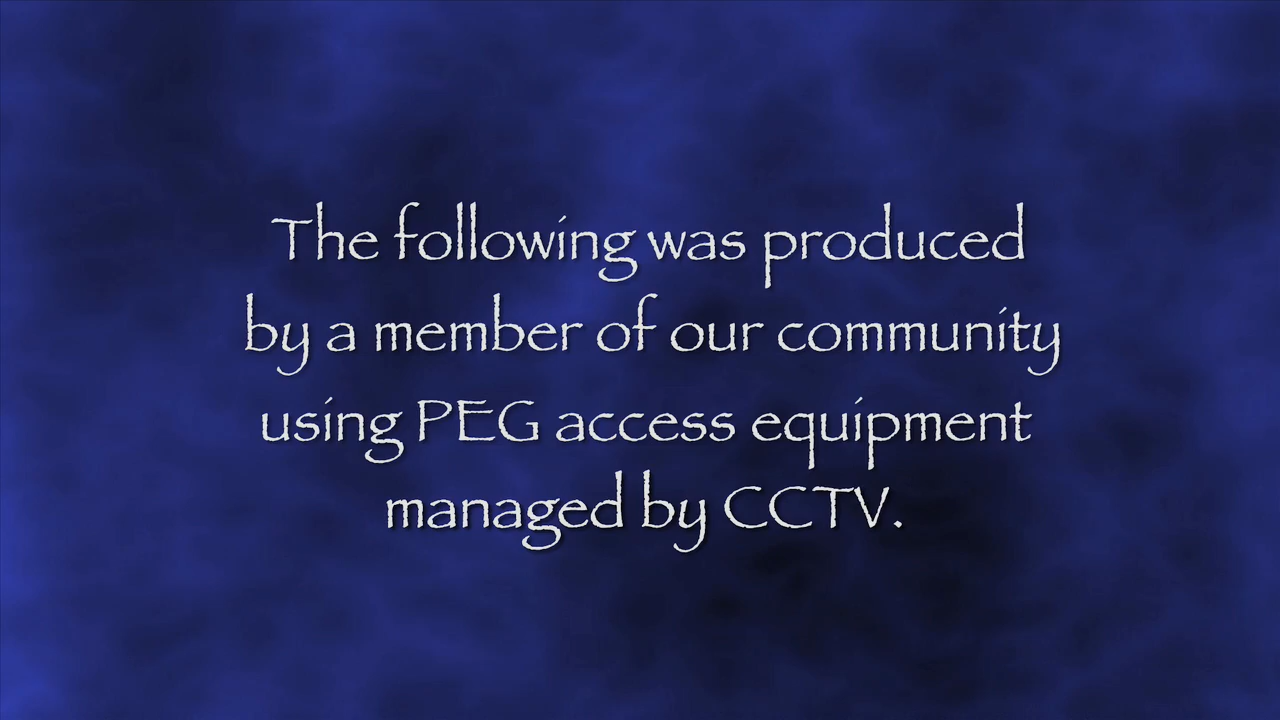 The following was produced
by a member of our community
using PEG access equipment
managed by CCTV.